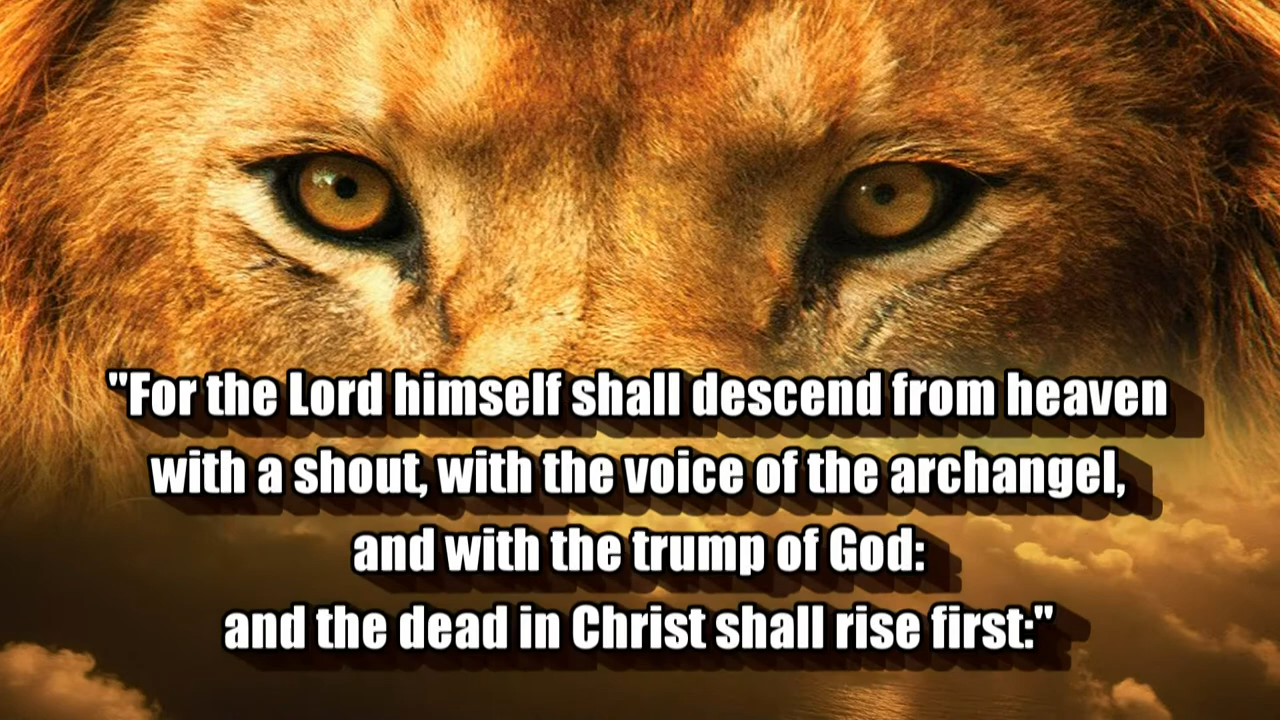 "For the Lord himself shall descend from heaven
with a shout, with the voice of the archangel,
and with the trump of God:
and the dead in Christ shall rise first:"